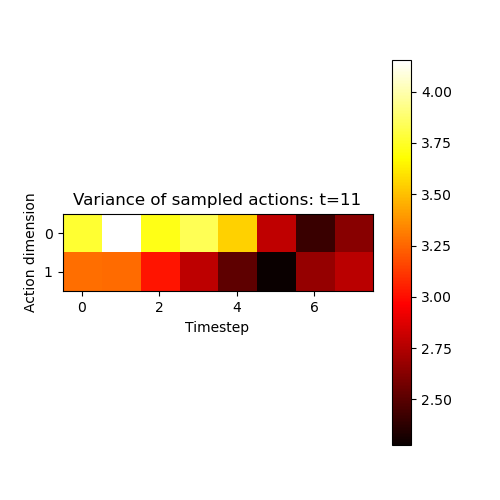 Variance of sampled actions: t=11
Action dimension
0
1
0 2 4 6
Timestep
4.00
3.75
3.50
3.25
3.00
2.75
2.50